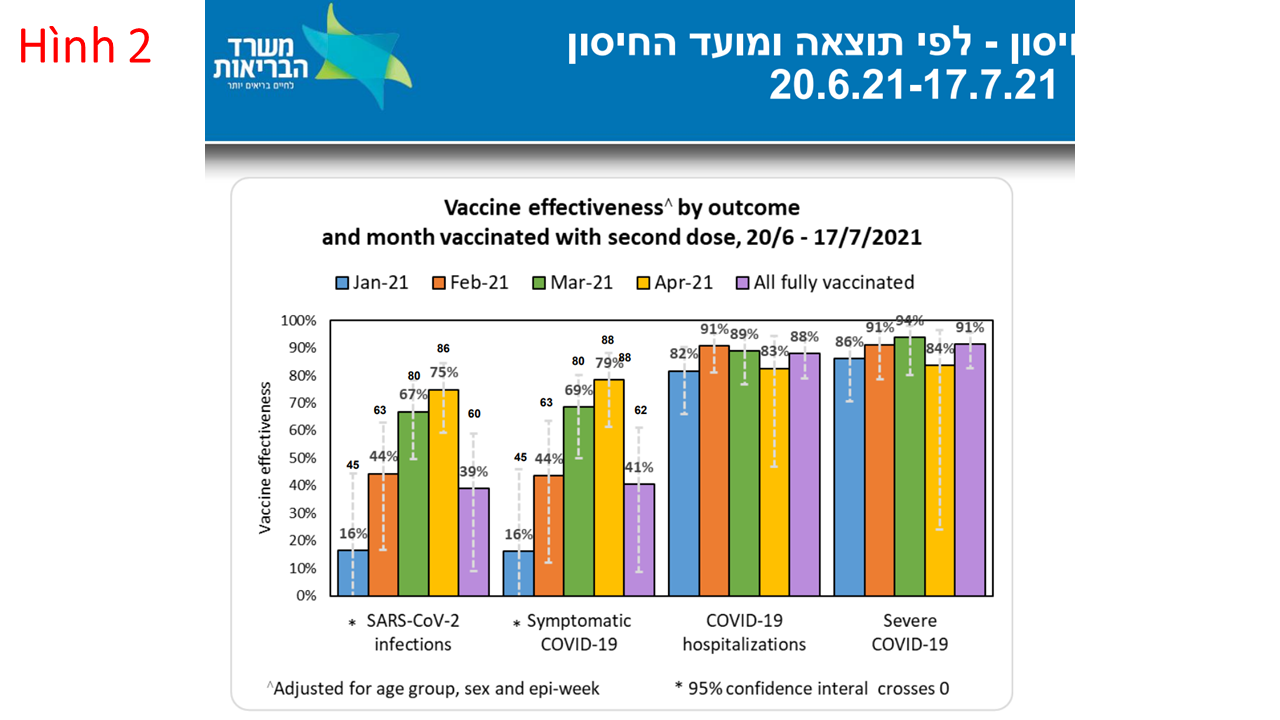 Hình 2
משרד
הבריאות
לחיים בריאים יותר
יסון - לפי תוצאה ומועד החיסון
20.6.21-17.7.21
Vaccine effectiveness^ by outcome
and month vaccinated with second dose, 20/6 - 17/7/2021
Jan-21 Feb-21 Mar-21 Apr-21 All fully vaccinated
Vaccine effectiveness
100%
90%
80%
70%
60%
50%
40%
30%
20%
10%
0%
45 63 80 86 60
16% 44% 67% 75% 39%
45 63 80 88 88 62
16% 44% 69% 79% 41%
82% 91% 89% 83% 88%
86% 91% 94% 84% 91%
* SARS-CoV-2
infections
* Symptomatic
COVID-19
COVID-19
hospitalizations
Severe
COVID-19
^Adjusted for age group, sex and epi-week
* 95% confidence interal crosses 0